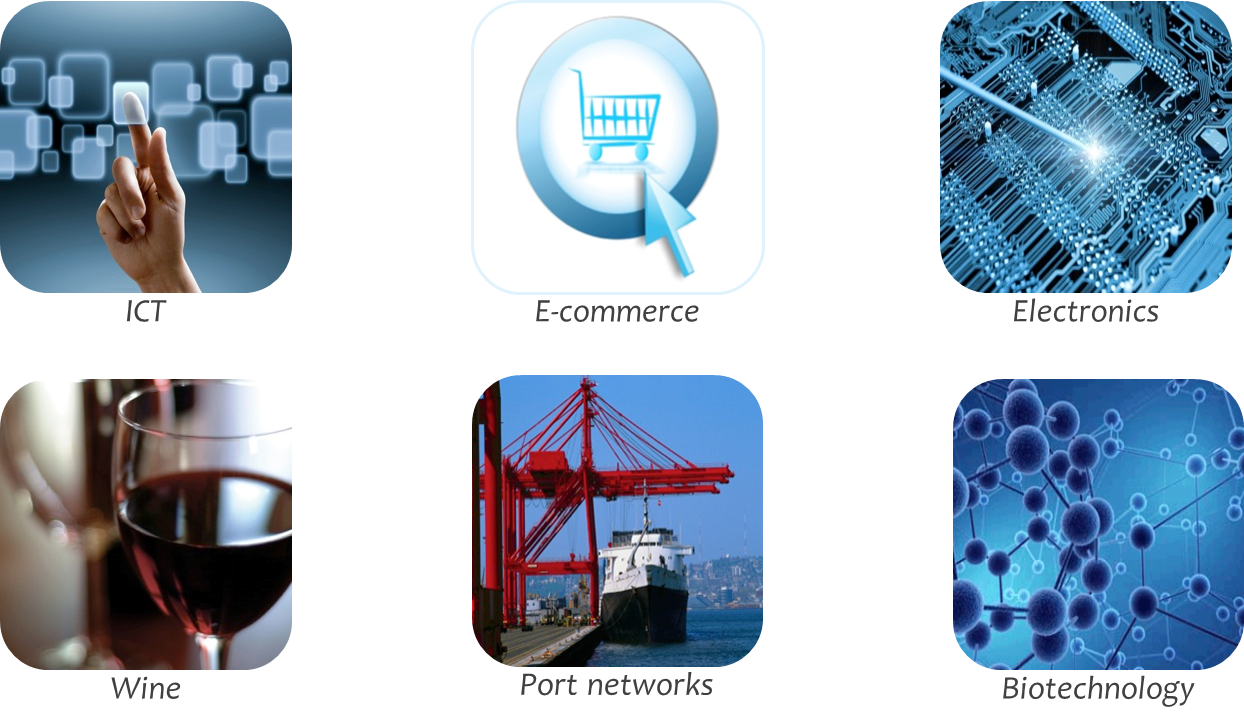 ICT
E-commerce
Electronics
Wine
Port networks
Biotechnology